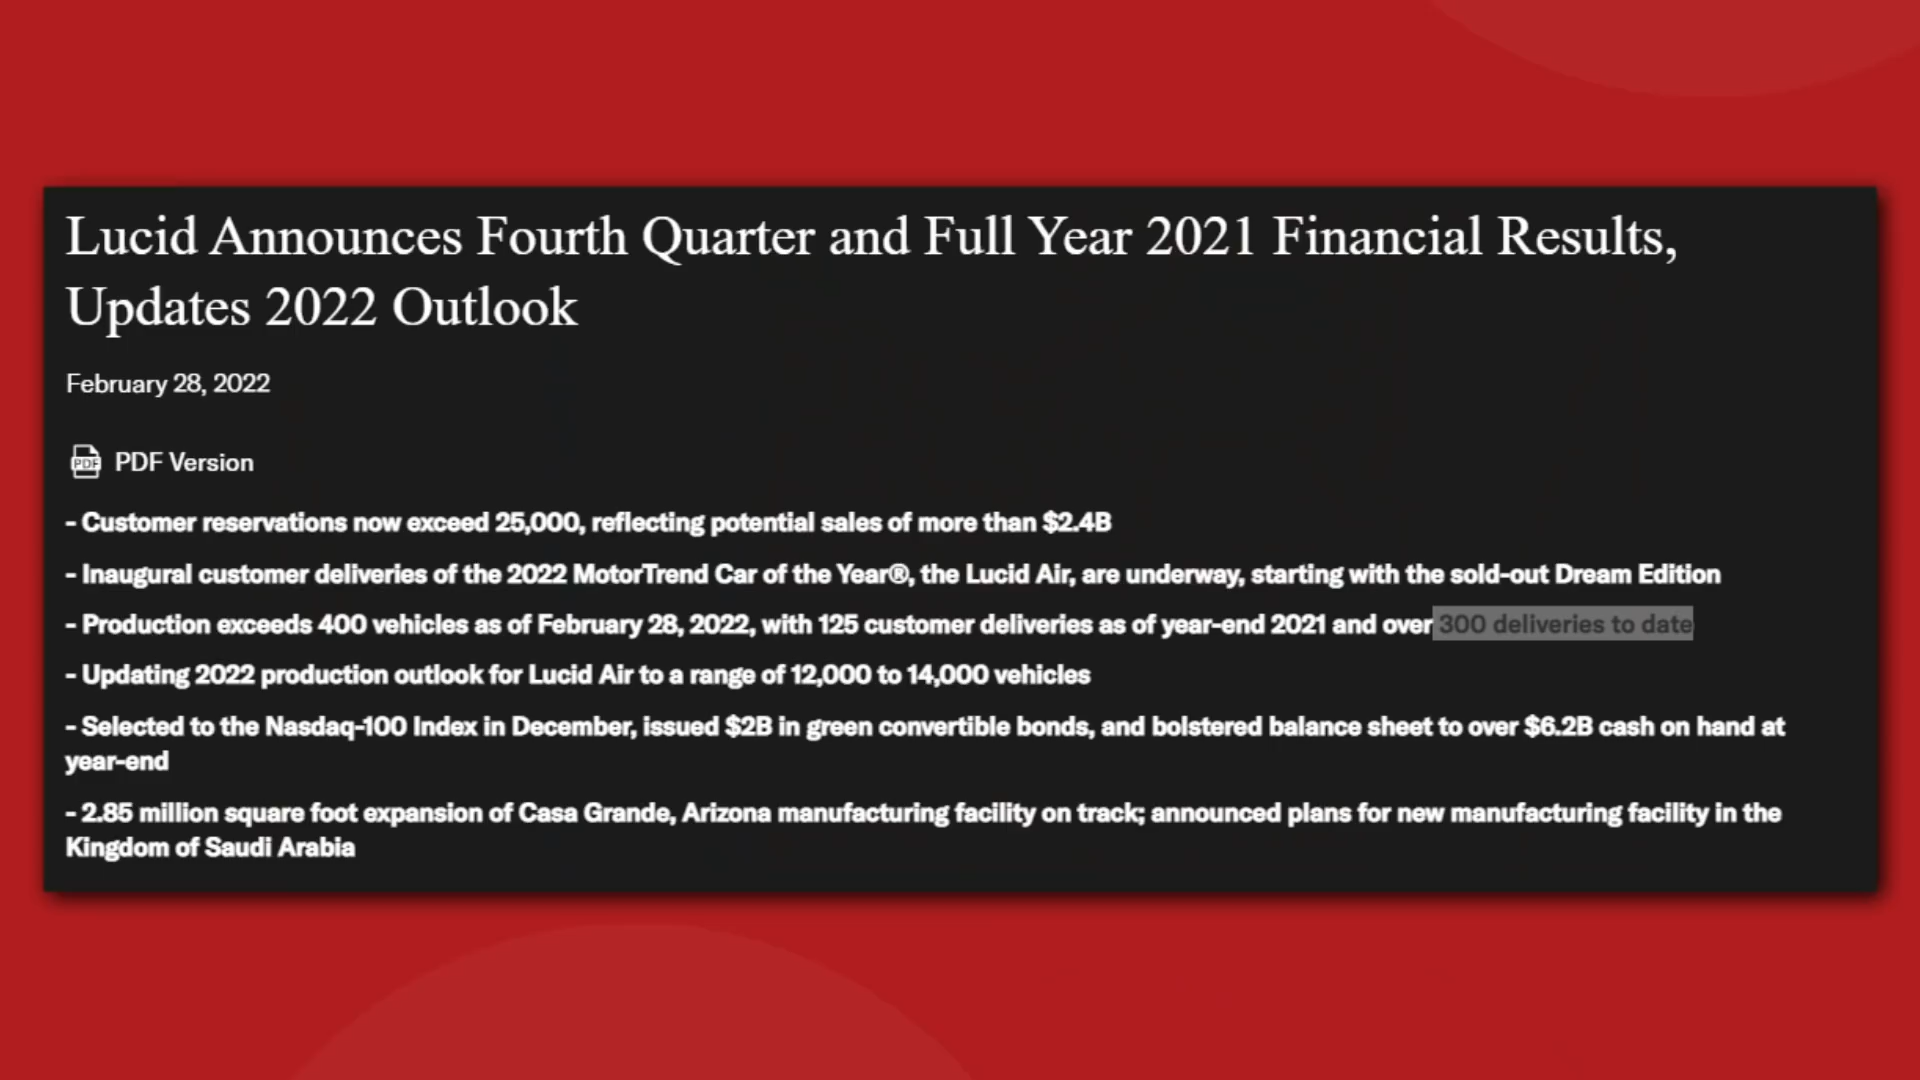 Lucid Announces Fourth Quarter and Full Year 2021 Financial Results,
Updates 2022 Outlook
February 28, 2022
PDF
PDF Version
- Customer reservations now exceed 25,000, reflecting potential sales of more than $2.4B
- Inaugural customer deliveries of the 2022 MotorTrend Car of the Year®, the Lucid Air, are underway, starting with the sold-out Dream Edition
- Production exceeds 400 vehicles as of February 28, 2022, with 125 customer deliveries as of year-end 2021 and over 300 deliveries to date
- Updating 2022 production outlook for Lucid Air to a range of 12,000 to 14,000 vehicles
- Selected to the Nasdaq-100 Index in December, issued $2B in green convertible bonds, and bolstered balance sheet to over $6.2B cash on hand at
year-end
- 2.85 million square foot expansion of Casa Grande, Arizona manufacturing facility on track; announced plans for new manufacturing facility in the
Kingdom of Saudi Arabia